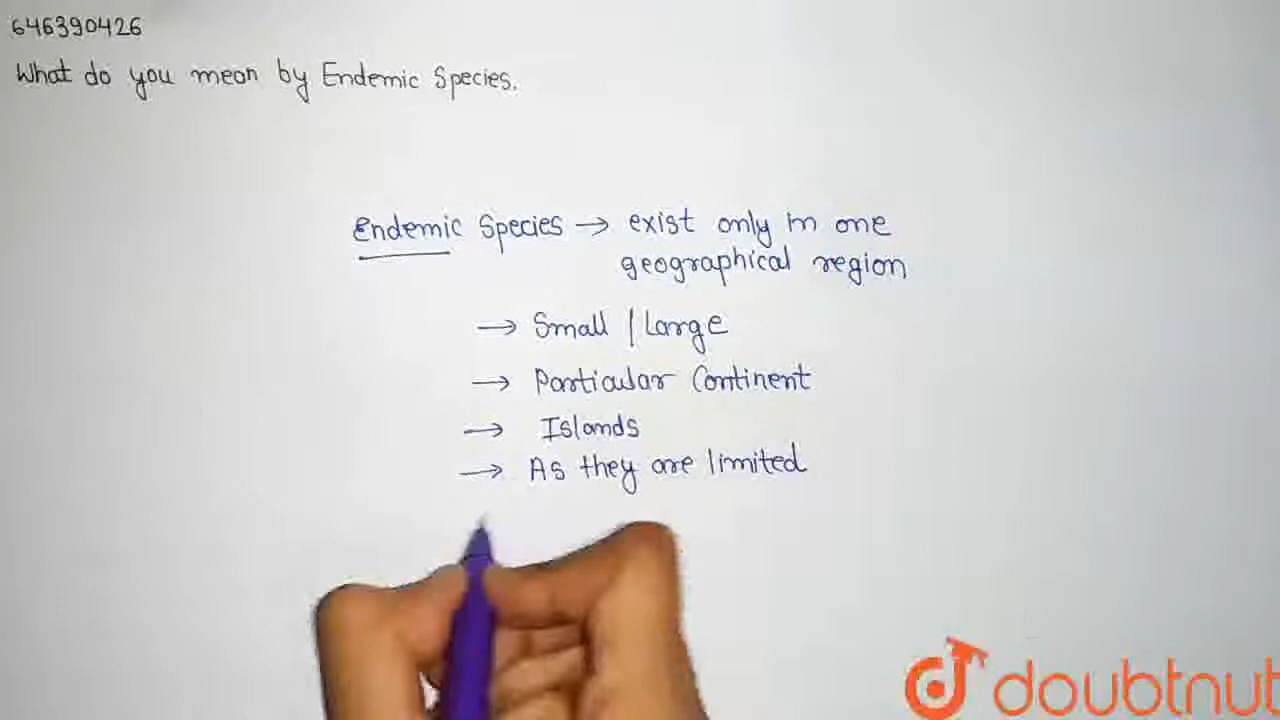 646390426
What do you mean by Endemic Species.
Endemic Species → exist only in one
geographical region
→ Small / Large
→ Particular Continent
→ Islands
→ As they are limited
doubtnut